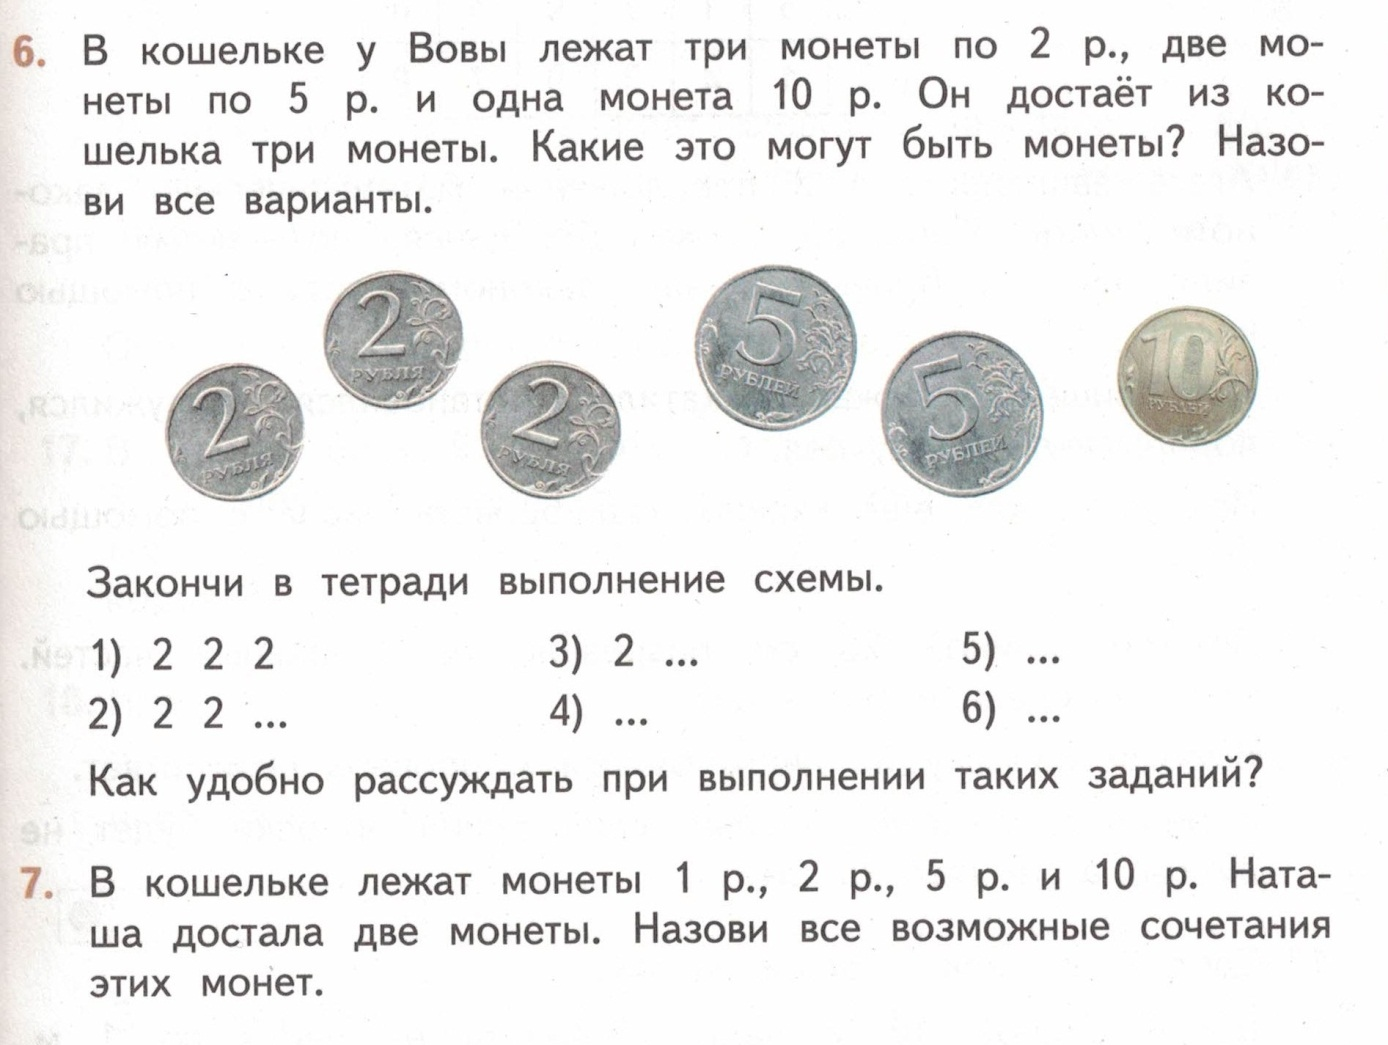 6. В кошельке у Вовы лежат три монеты по 2 р., две мо-
неты по 5 р. и одна монета 10 р. Он достаёт из ко-
шелька три монеты. Какие это могут быть монеты? Назо-
ви все варианты.
2 РУБЛЯ
2 РУБЛЯ
2 РУБЛЯ
5 РУБЛЕЙ
5 РУБЛЕЙ
10 РУБЛЕЙ
Закончи в тетради выполнение схемы.
1) 2 2 2 3) 2 ... 5) ...
2) 2 2 ... 4) ... 6) ...
Как удобно рассуждать при выполнении таких заданий?
7. В кошельке лежат монеты 1 р., 2 р., 5 р. и 10 р. Ната-
ша достала две монеты. Назови все возможные сочетания
этих монет.